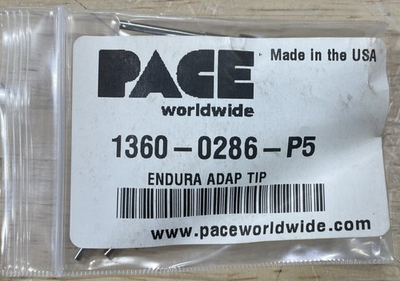 PACE
Made in the USA
worldwide
1360-0286-P5
ENDURA ADAP TIP
www.paceworldwide.com